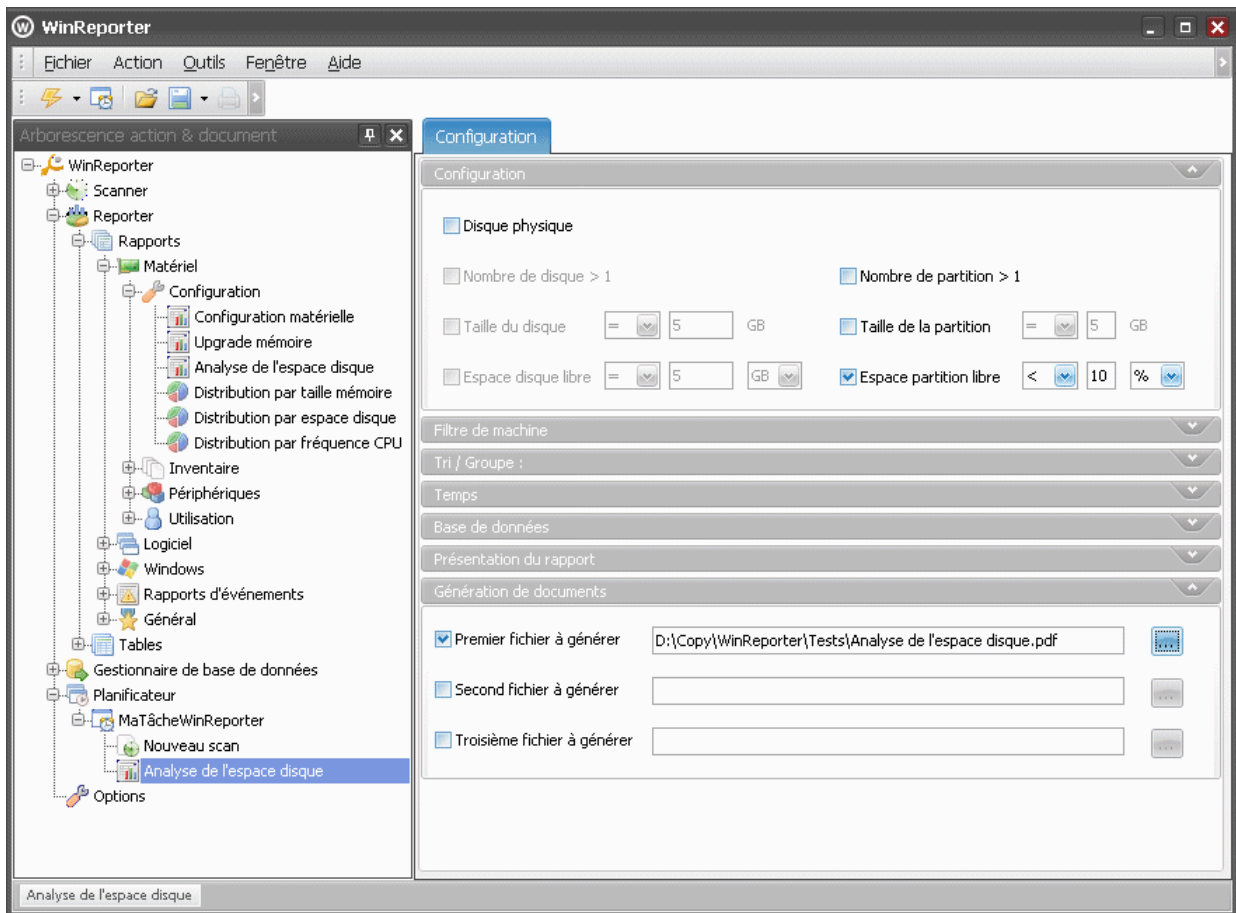 WinReporter
Fichier Action Outils Fenêtre Aide
Arborescence action & document
WinReporter
Scanner
Reporter
Rapports
Matériel
Configuration
Configuration matérielle
Upgrade mémoire
Analyse de l'espace disque
Distribution par taille mémoire
Distribution par espace disque
Distribution par fréquence CPU
Inventaire
Périphériques
Utilisation
Logiciel
Windows
Rapports d'événements
Général
Tables
Gestionnaire de base de données
Planificateur
MaTâcheWinReporter
Nouveau scan
Analyse de l'espace disque
Options
Configuration
Configuration
Disque physique
Nombre de disque > 1 Nombre de partition > 1
Taille du disque = 5 GB Taille de la partition = 5 GB
Espace disque libre = 5 GB Espace partition libre < 10 %
Filtre de machine
Tri / Groupe :
Temps
Base de données
Présentation du rapport
Génération de documents
Premier fichier à générer D:\Copy\WinReporter\Tests\Analyse de l'espace disque.pdf ...
Second fichier à générer ...
Troisième fichier à générer ...
Analyse de l'espace disque